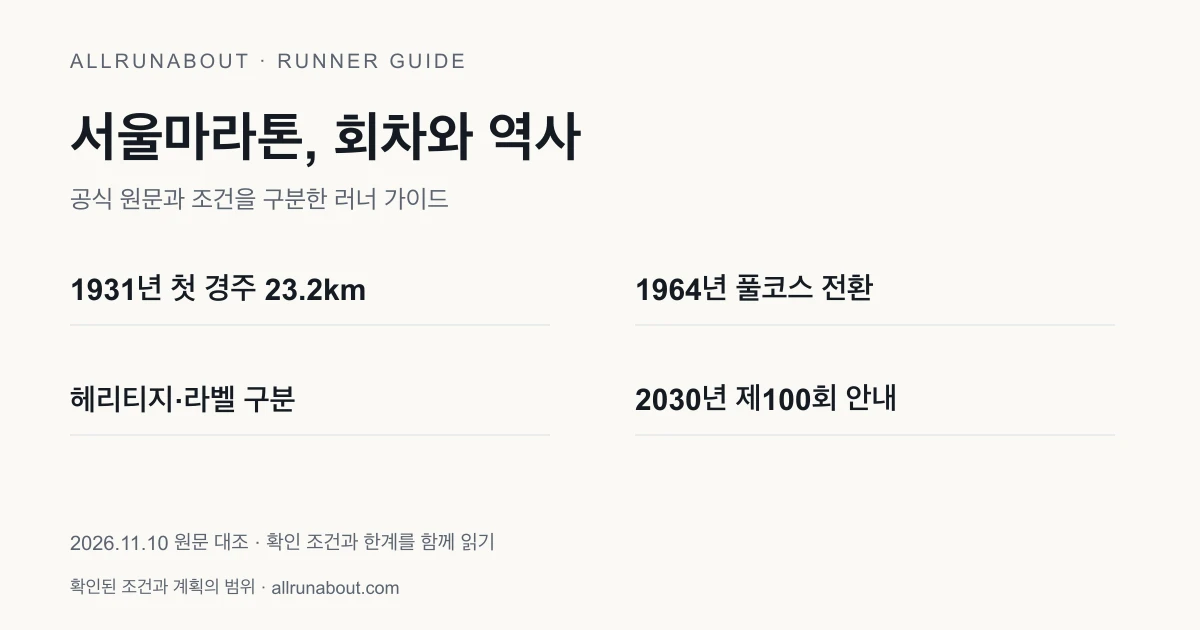 ALLRUNABOUT · RUNNER GUIDE
서울마라톤, 회차와 역사
공식 원문과 조건을 구분한 러너 가이드
1931년 첫 경주 23.2km
1964년 풀코스 전환
헤리티지·라벨 구분
2030년 제100회 안내
2026.11.10 원문 대조 · 확인 조건과 한계를 함께 읽기
확인된 조건과 계획의 범위 · allrunabout.com